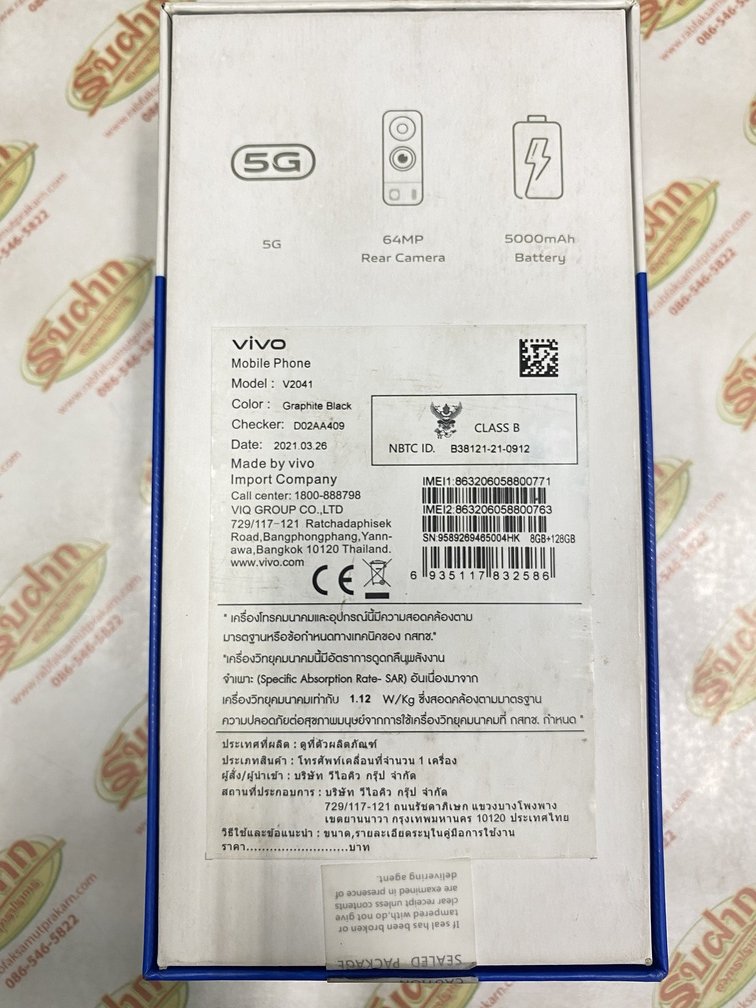 5G
5G
64MP
Rear Camera
5000mAh
Battery
vivo
Mobile Phone
Model : V2041
Color : Graphite Black
Checker: D02AA409
Date: 2021.03.26
CLASS B
NBTC ID. B38121-21-0912
Made by vivo
Import Company
Call center: 1800-888798
VIQ GROUP CO.,LTD
729/117-121 Ratchadaphisek
Road,Bangphongphang,Yann-
awa,Bangkok 10120 Thailand.
www.vivo.com
CE
IMEI1:863206058800771
IMEI2:863206058800763
SN:9589269465004HK 8GB+128GB
6 935117 832586
" เครื่องโทรคมนาคมและอุปกรณ์นี้มีความสอดคล้องตาม
มาตรฐานหรือข้อกำหนดทางเทคนิคของ กสทช."
"เครื่องวิทยุคมนาคมนี้มีอัตราการดูดกลืนพลังงาน
จำเพาะ (Specific Absorption Rate- SAR) อันเนื่องมาจาก
เครื่องวิทยุคมนาคมเท่ากับ 1.12 W/Kg ซึ่งสอดคล้องตามมาตรฐาน
ความปลอดภัยต่อสุขภาพมนุษย์จากการใช้เครื่องวิทยุคมนาคมที่ กสทช. กำหนด "
ประเทศที่ผลิต : ดูที่ตัวผลิตภัณฑ์
ประเภทสินค้า : โทรศัพท์เคลื่อนที่จำนวน 1 เครื่อง
ผู้สั่ง/ผู้นำเข้า : บริษัท วีไอคิว กรุ๊ป จำกัด
สถานที่ประกอบการ : บริษัท วีไอคิว กรุ๊ป จำกัด
729/117-121 ถนนรัชดาภิเษก แขวงบางโพงพาง
เขตยานนาวา กรุงเทพมหานคร 10120 ประเทศไทย
วิธีใช้และข้อแนะนำ : ขนาด,รายละเอียดระบุในคู่มือการใช้งาน
ราคา..........................บาท
CAUTION
SEALED PACKAGE
If seal has been broken or
tampered with,do not give
clear receipt unless contents
are examined in presence of
delivering agent.
รับฝาก
www.rabfaksamutprakarn.com
086-546-5822